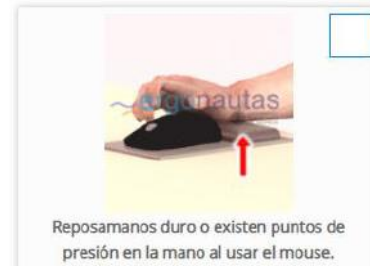 ergonautas
Reposamanos duro o existen puntos de
presión en la mano al usar el mouse.